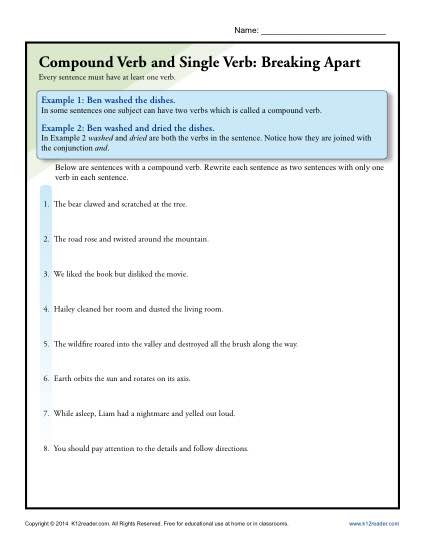 Name: ____________________________
Compound Verb and Single Verb: Breaking Apart
Every sentence must have at least one verb.
Example 1: Ben washed the dishes.
In some sentences one subject can have two verbs which is called a compound verb.
Example 2: Ben washed and dried the dishes.
In Example 2 washed and dried are both the verbs in the sentence. Notice how they are joined with
the conjunction and.
Below are sentences with a compound verb. Rewrite each sentence as two sentences with only one
verb in each sentence.
1. The bear clawed and scratched at the tree.
2. The road rose and twisted around the mountain.
3. We liked the book but disliked the movie.
4. Hailey cleaned her room and dusted the living room.
5. The wildfire roared into the valley and destroyed all the brush along the way.
6. Earth orbits the sun and rotates on its axis.
7. While asleep, Liam had a nightmare and yelled out loud.
8. You should pay attention to the details and follow directions.
Copyright © 2014 K12reader.com. All Rights Reserved. Free for educational use at home or in classrooms. www.k12reader.com